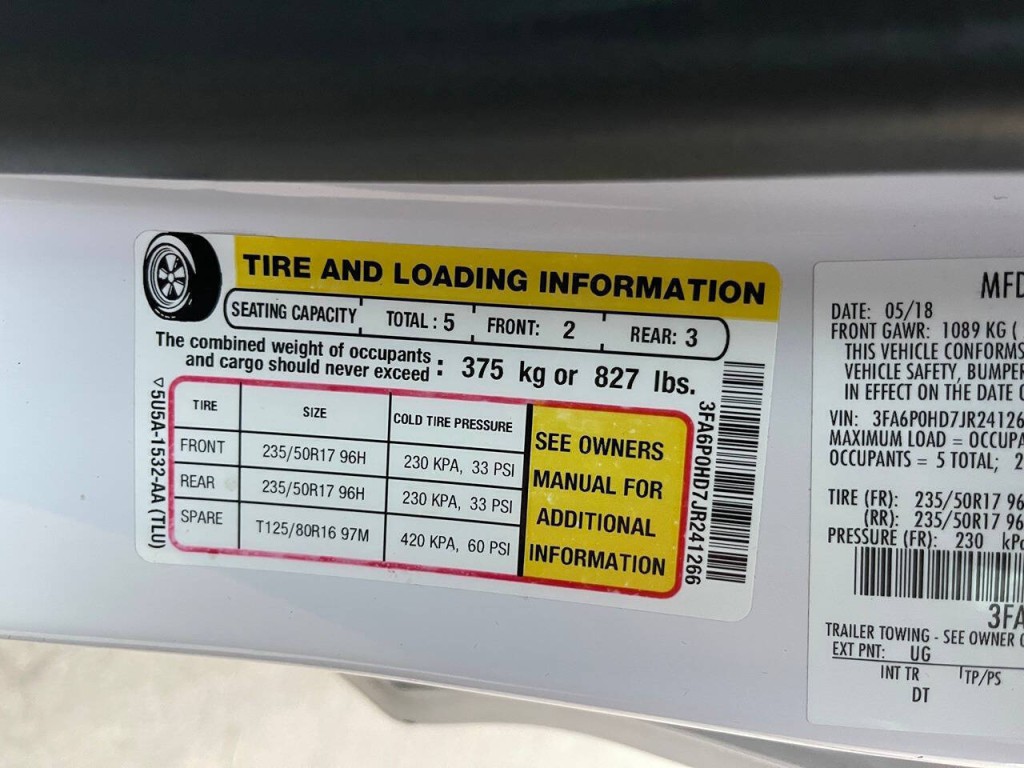 TIRE AND LOADING INFORMATION
SEATING CAPACITY TOTAL : 5 FRONT: 2 REAR: 3
The combined weight of occupants
and cargo should never exceed : 375 kg or 827 lbs.
TIRE SIZE COLD TIRE PRESSURE
FRONT 235/50R17 96H 230 KPA, 33 PSI
REAR 235/50R17 96H 230 KPA, 33 PSI
SPARE T125/80R16 97M 420 KPA, 60 PSI
SEE OWNERS
MANUAL FOR
ADDITIONAL
INFORMATION
5U5A-1532-AA (TLU)
3FA6P0HD7JR241266
MFD
DATE: 05/18
FRONT GAWR: 1089 KG (
THIS VEHICLE CONFORMS
VEHICLE SAFETY, BUMPER
IN EFFECT ON THE DATE
VIN: 3FA6P0HD7JR24126
MAXIMUM LOAD = OCCUPA
OCCUPANTS = 5 TOTAL; 2
TIRE (FR): 235/50R17 96
(RR): 235/50R17 96
PRESSURE (FR): 230 kPa
3FA
TRAILER TOWING - SEE OWNER
EXT PNT: UG
INT TR TP/PS
DT